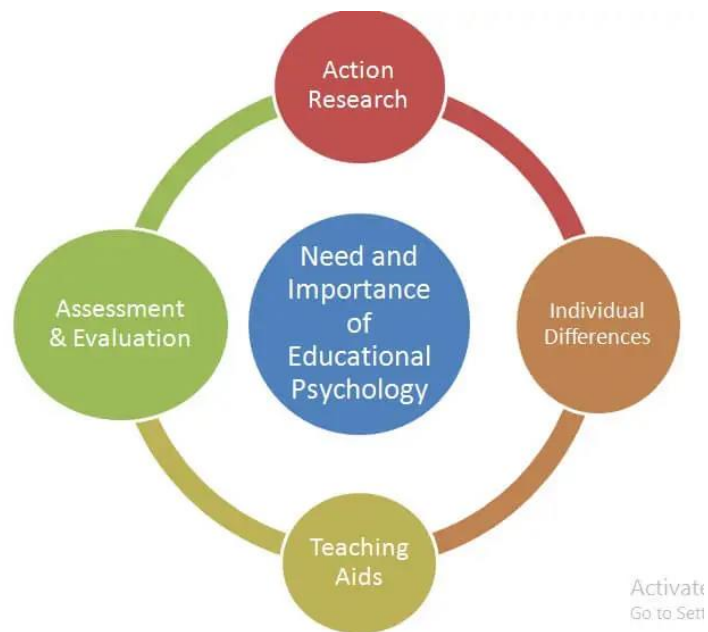 Action
Research
Need and
Importance
of
Educational
Psychology
Assessment
& Evaluation
Individual
Differences
Teaching
Aids
Activate
Go to Sett